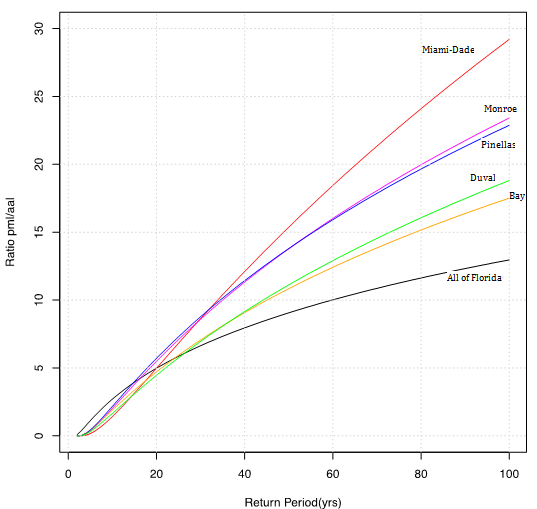 30
25
20
15
10
5
0
Ratio pml/aal
Miami-Dade
Monroe
Pinellas
Duval
Bay
All of Florida
0 20 40 60 80 100
Return Period(yrs)